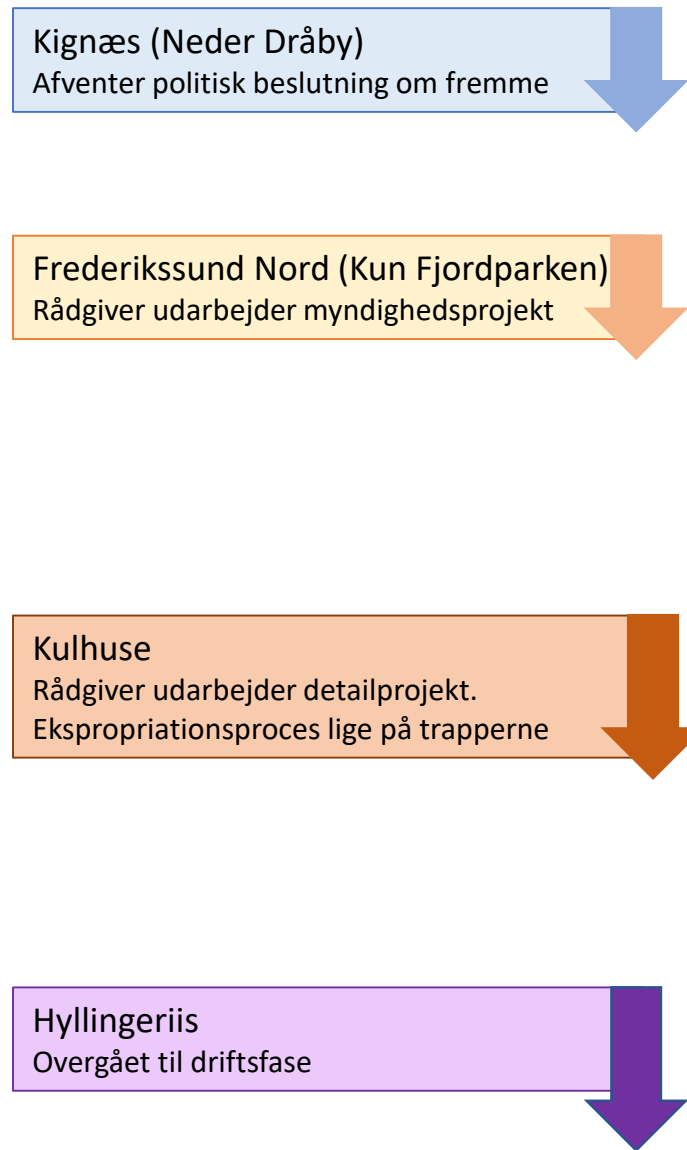 Kignæs (Neder Dråby)
Afventer politisk beslutning om fremme
Frederikssund Nord (Kun Fjordparken)
Rådgiver udarbejder myndighedsprojekt
Kulhuse
Rådgiver udarbejder detailprojekt.
Ekspropriationsproces lige på trapperne
Hyllingeriis
Overgået til driftsfase